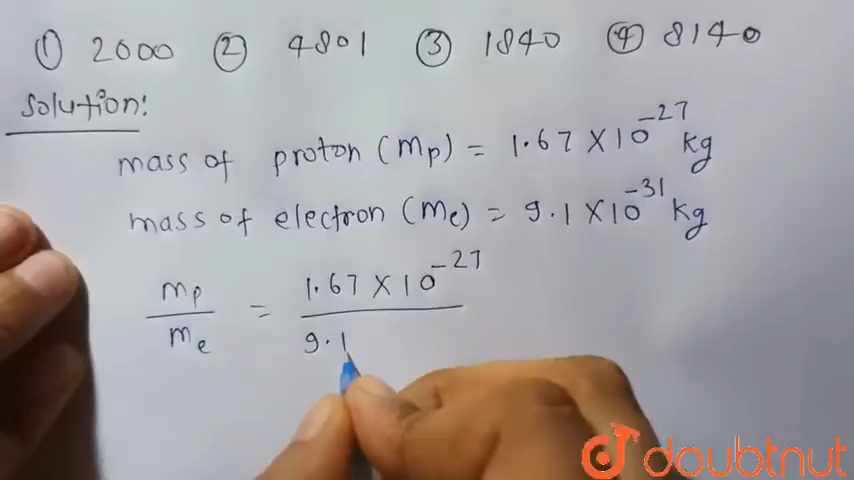 ① 2000 ② 4801 ③ 1840 ④ 8140
Solution:
mass of proton (mp) = 1.67 × 10⁻²⁷ kg
mass of electron (me) = 9.1 × 10⁻³¹ kg
mp = 1.67 × 10⁻²⁷
me 9.1
doubtnut